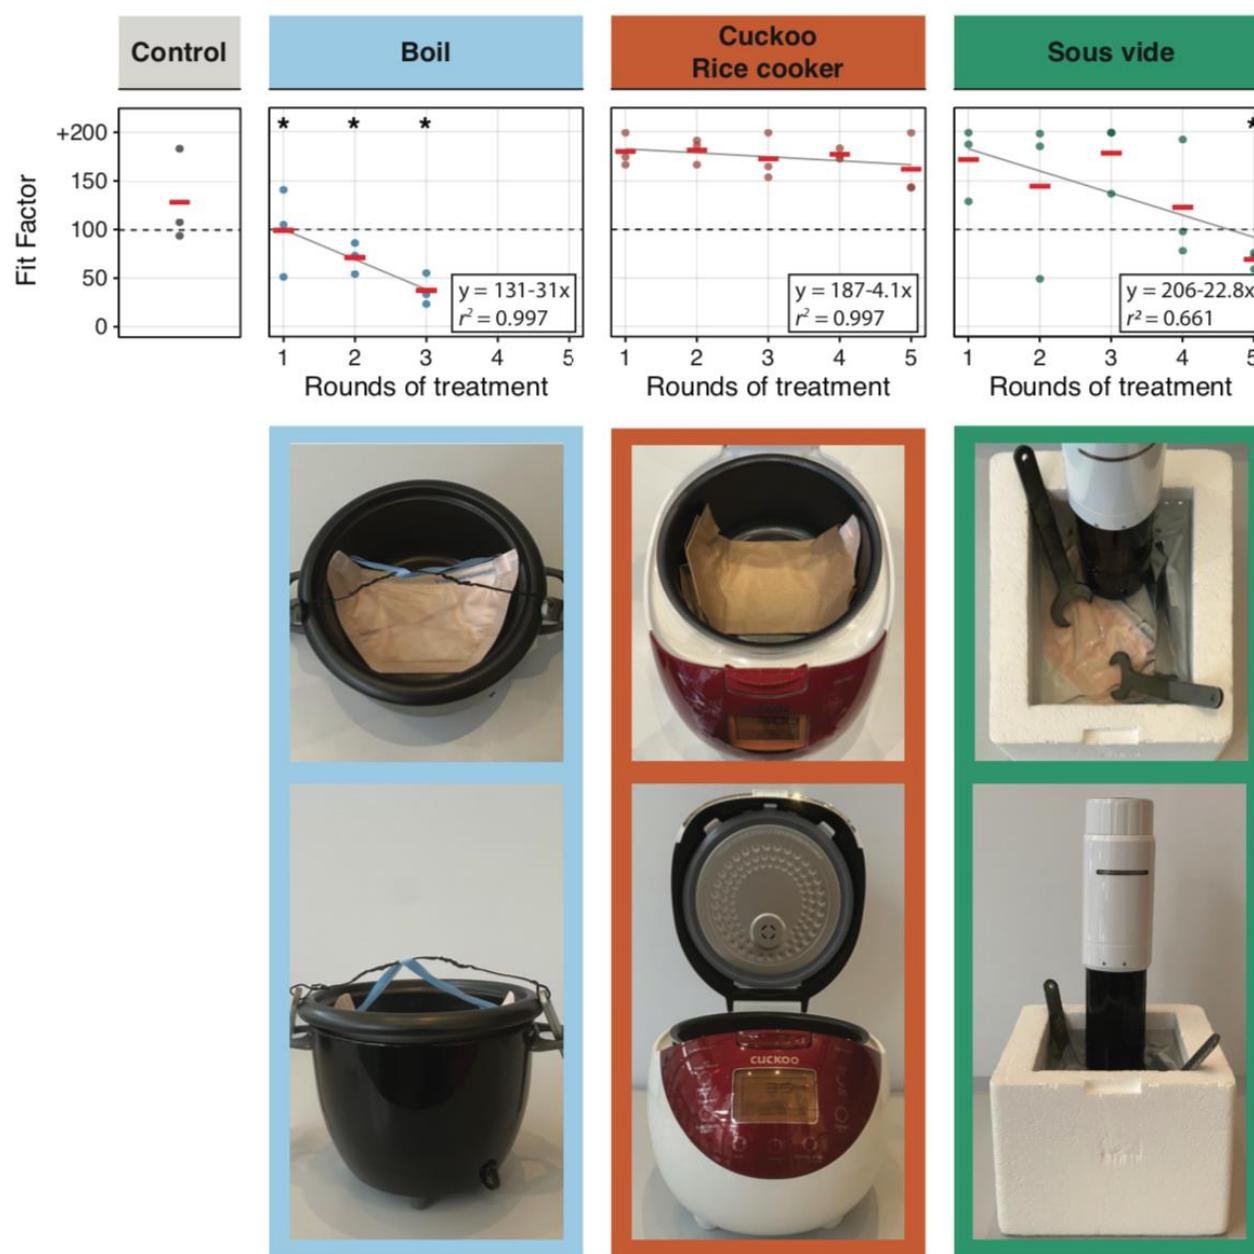 Control
Boil
Cuckoo
Rice cooker
Sous vide
* * *
*
Fit Factor
+200
150
100
50
0
y = 131-31x
r² = 0.997
y = 187-4.1x
r² = 0.997
y = 206-22.8x
r² = 0.661
1 2 3 4 5
1 2 3 4 5
1 2 3 4 5
Rounds of treatment
Rounds of treatment
Rounds of treatment
CUCKOO